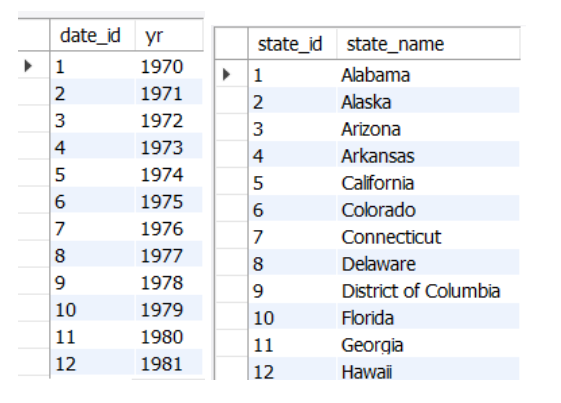 date_id yr
1 1970
2 1971
3 1972
4 1973
5 1974
6 1975
7 1976
8 1977
9 1978
10 1979
11 1980
12 1981
state_id state_name
1 Alabama
2 Alaska
3 Arizona
4 Arkansas
5 California
6 Colorado
7 Connecticut
8 Delaware
9 District of Columbia
10 Florida
11 Georgia
12 Hawaii